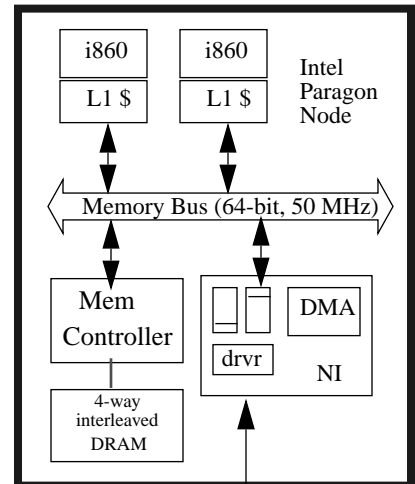 i860
i860
L1 $
L1 $
Intel
Paragon
Node
Memory Bus (64-bit, 50 MHz)
Mem
Controller
DMA
drvr
NI
4-way
interleaved
DRAM